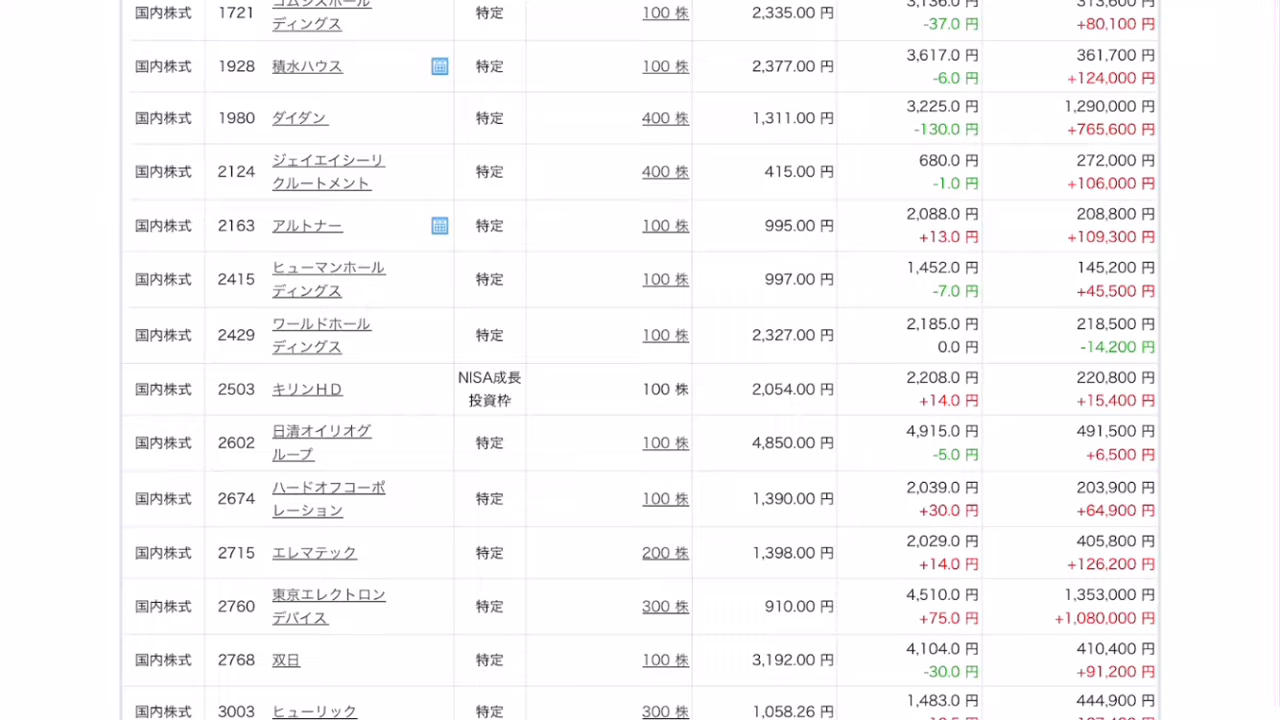 国内株式 1721 コムシスホール
ディングス 特定 100 株 2,335.00 円 3,136.0 円 313,600 円
-37.0 円 +80,100 円
国内株式 1928 積水ハウス 特定 100 株 2,377.00 円 3,617.0 円 361,700 円
-6.0 円 +124,000 円
国内株式 1980 ダイダン 特定 400 株 1,311.00 円 3,225.0 円 1,290,000 円
-130.0 円 +765,600 円
国内株式 2124 ジェイエイシーリ
クルートメント 特定 400 株 415.00 円 680.0 円 272,000 円
-1.0 円 +106,000 円
国内株式 2163 アルトナー 特定 100 株 995.00 円 2,088.0 円 208,800 円
+13.0 円 +109,300 円
国内株式 2415 ヒューマンホール
ディングス 特定 100 株 997.00 円 1,452.0 円 145,200 円
-7.0 円 +45,500 円
国内株式 2429 ワールドホール
ディングス 特定 100 株 2,327.00 円 2,185.0 円 218,500 円
0.0 円 -14,200 円
国内株式 2503 キリンＨＤ NISA成長
投資枠 100 株 2,054.00 円 2,208.0 円 220,800 円
+14.0 円 +15,400 円
国内株式 2602 日清オイリオグ
ループ 特定 100 株 4,850.00 円 4,915.0 円 491,500 円
-5.0 円 +6,500 円
国内株式 2674 ハードオフコーポ
レーション 特定 100 株 1,390.00 円 2,039.0 円 203,900 円
+30.0 円 +64,900 円
国内株式 2715 エレマテック 特定 200 株 1,398.00 円 2,029.0 円 405,800 円
+14.0 円 +126,200 円
国内株式 2760 東京エレクトロン
デバイス 特定 300 株 910.00 円 4,510.0 円 1,353,000 円
+75.0 円 +1,080,000 円
国内株式 2768 双日 特定 100 株 3,192.00 円 4,104.0 円 410,400 円
-30.0 円 +91,200 円
国内株式 3003 ヒューリック 特定 300 株 1,058.26 円 1,483.0 円 444,900 円